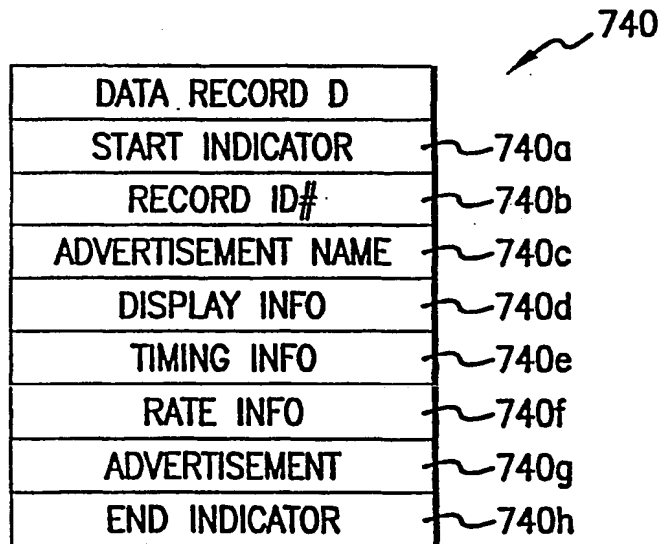 740
DATA RECORD D
START INDICATOR 740a
RECORD ID# 740b
ADVERTISEMENT NAME 740c
DISPLAY INFO 740d
TIMING INFO 740e
RATE INFO 740f
ADVERTISEMENT 740g
END INDICATOR 740h